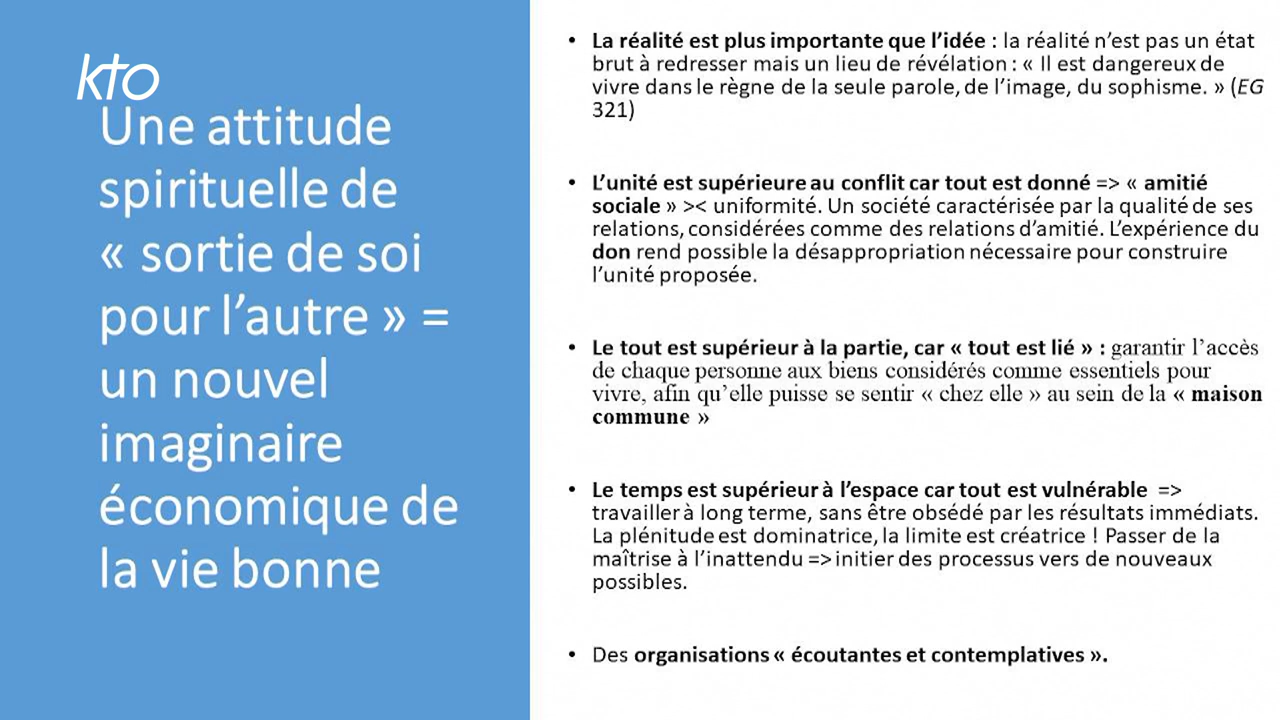 kto
Une attitude
spirituelle de
« sortie de soi
pour l’autre » =
un nouvel
imaginaire
économique de
la vie bonne
• La réalité est plus importante que l’idée : la réalité n’est pas un état
brut à redresser mais un lieu de révélation : « Il est dangereux de
vivre dans le règne de la seule parole, de l’image, du sophisme. » (EG
321)
• L’unité est supérieure au conflit car tout est donné => « amitié
sociale » >< uniformité. Un société caractérisée par la qualité de ses
relations, considérées comme des relations d’amitié. L’expérience du
don rend possible la désappropriation nécessaire pour construire
l’unité proposée.
• Le tout est supérieur à la partie, car « tout est lié » : garantir l’accès
de chaque personne aux biens considérés comme essentiels pour
vivre, afin qu’elle puisse se sentir « chez elle » au sein de la « maison
commune »
• Le temps est supérieur à l’espace car tout est vulnérable =>
travailler à long terme, sans être obsédé par les résultats immédiats.
La plénitude est dominatrice, la limite est créatrice ! Passer de la
maîtrise à l’inattendu => initier des processus vers de nouveaux
possibles.
• Des organisations « écoutantes et contemplatives ».